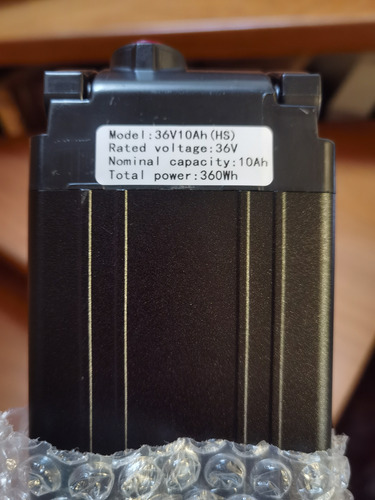 Model:36V10Ah(HS)
Rated voltage:36V
Nominal capacity:10Ah
Total power:360Wh